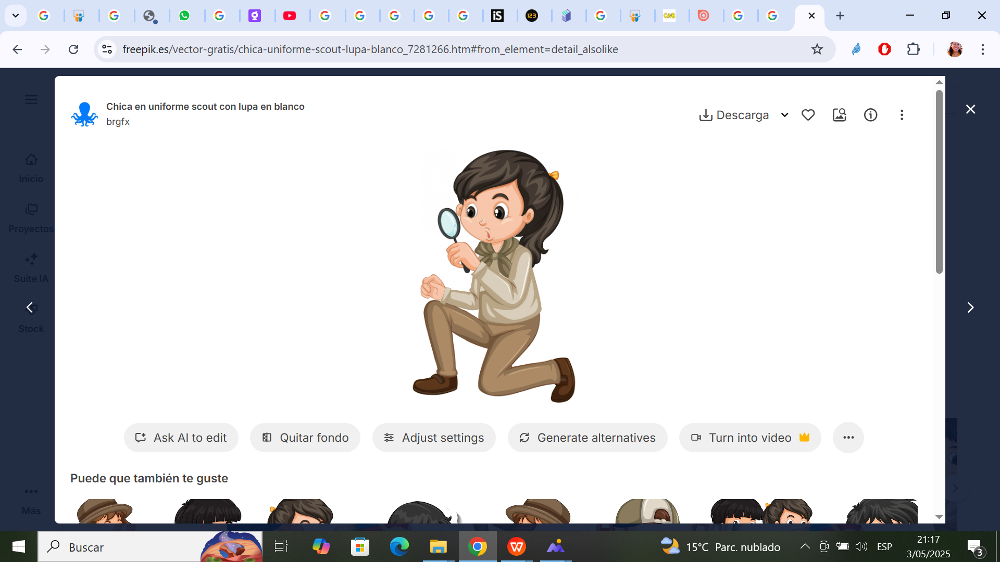 iS
123
freepik.es/vector-gratis/chica-uniforme-scout-lupa-blanco_7281266.htm#from_element=detail_alsolike
Chica en uniforme scout con lupa en blanco
brgfx
Descarga
Inicio
Proyectos
Suite IA
Stock
Más
Ask AI to edit
Quitar fondo
Adjust settings
Generate alternatives
Turn into video
Puede que también te guste
Buscar
15°C Parc. nublado
ESP
21:17
3/05/2025
3